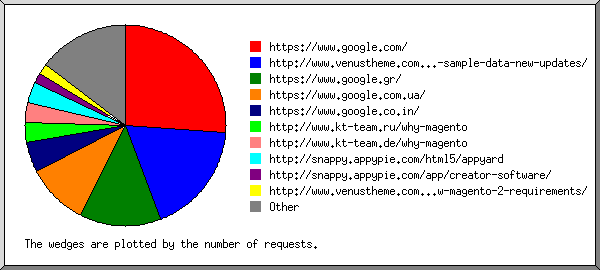 https://www.google.com/
http://www.venustheme.com...-sample-data-new-updates/
https://www.google.gr/
https://www.google.com.ua/
https://www.google.co.in/
http://www.kt-team.ru/why-magento
http://www.kt-team.de/why-magento
http://snappy.appypie.com/html5/appyard
http://snappy.appypie.com/app/creator-software/
http://www.venustheme.com...w-magento-2-requirements/
Other
The wedges are plotted by the number of requests.